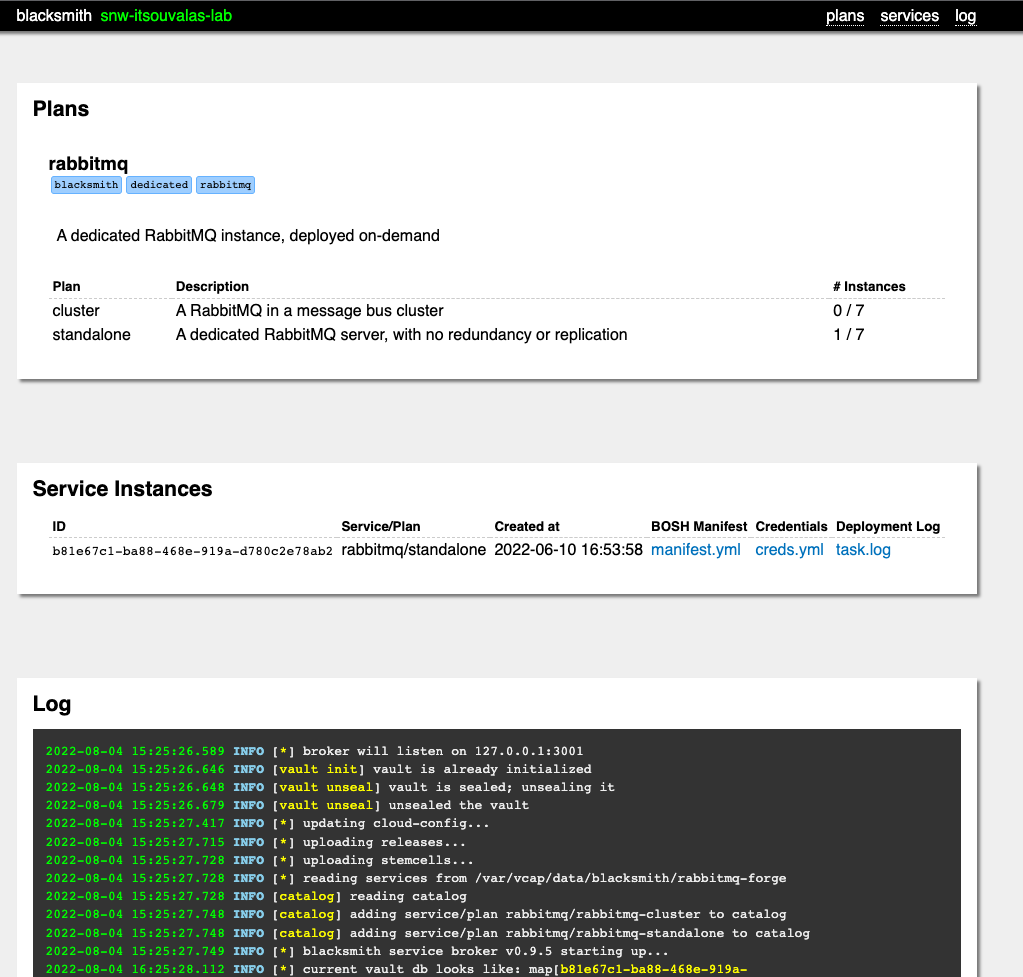 blacksmith snw-itsouvalas-lab plans services log
Plans
rabbitmq
blacksmith dedicated rabbitmq
A dedicated RabbitMQ instance, deployed on-demand
Plan Description # Instances
cluster A RabbitMQ in a message bus cluster 0 / 7
standalone A dedicated RabbitMQ server, with no redundancy or replication 1 / 7
Service Instances
ID Service/Plan Created at BOSH Manifest Credentials Deployment Log
b81e67c1-ba88-468e-919a-d780c2e78ab2 rabbitmq/standalone 2022-06-10 16:53:58 manifest.yml creds.yml task.log
Log
2022-08-04 15:25:26.589 INFO [*] broker will listen on 127.0.0.1:3001
2022-08-04 15:25:26.646 INFO [vault init] vault is already initialized
2022-08-04 15:25:26.648 INFO [vault unseal] vault is sealed; unsealing it
2022-08-04 15:25:26.679 INFO [vault unseal] unsealed the vault
2022-08-04 15:25:27.417 INFO [*] updating cloud-config...
2022-08-04 15:25:27.715 INFO [*] uploading releases...
2022-08-04 15:25:27.728 INFO [*] uploading stemcells...
2022-08-04 15:25:27.728 INFO [*] reading services from /var/vcap/data/blacksmith/rabbitmq-forge
2022-08-04 15:25:27.728 INFO [catalog] reading catalog
2022-08-04 15:25:27.748 INFO [catalog] adding service/plan rabbitmq/rabbitmq-cluster to catalog
2022-08-04 15:25:27.748 INFO [catalog] adding service/plan rabbitmq/rabbitmq-standalone to catalog
2022-08-04 15:25:27.749 INFO [*] blacksmith service broker v0.9.5 starting up...
2022-08-04 16:25:28.112 INFO [*] current vault db looks like: map[b81e67c1-ba88-468e-919a-